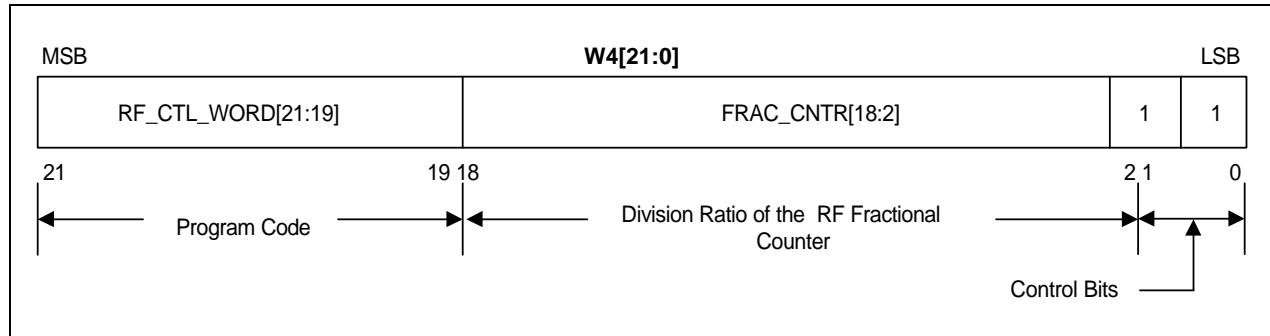 MSB W4[21:0] LSB
RF_CTL_WORD[21:19] FRAC_CNTR[18:2] 1 1
21 19 18 2 1 0
Program Code
Division Ratio of the RF Fractional
Counter
Control Bits